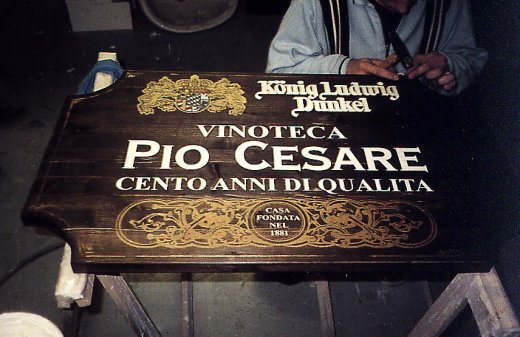 König Ludwig
Dunkel
VINOTECA
PIO CESARE
CENTO ANNI DI QUALITA
CASA
FONDATA
NEL
1881